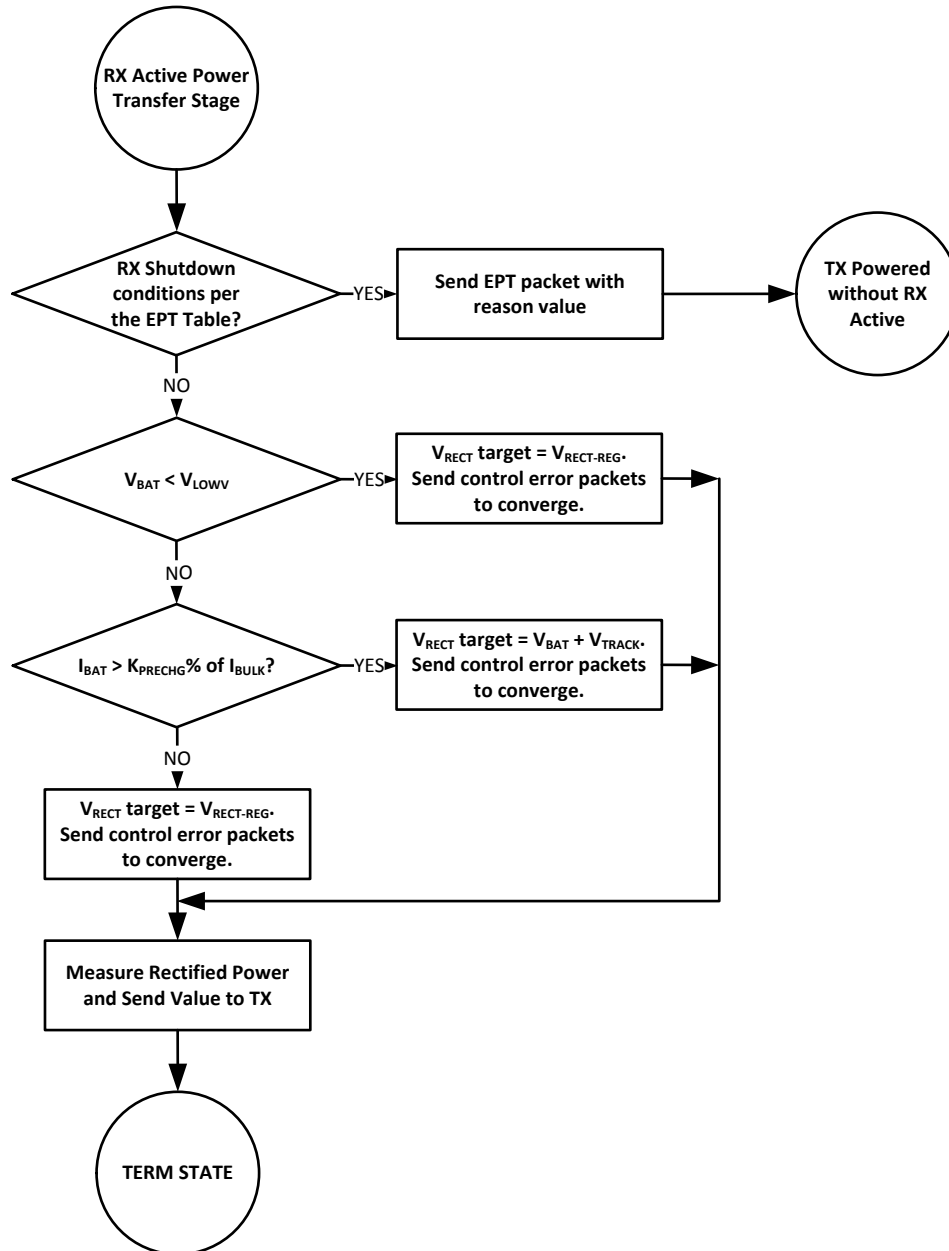 RX Active Power
Transfer Stage
RX Shutdown
conditions per
the EPT Table?
YES
Send EPT packet with
reason value
TX Powered
without RX
Active
NO
VBAT < VLOWV
YES
VRECT target = VRECT-REG.
Send control error packets
to converge.
NO
IBAT > KPRECHG% of IBULK?
YES
VRECT target = VBAT + VTRACK.
Send control error packets
to converge.
NO
VRECT target = VRECT-REG.
Send control error packets
to converge.
Measure Rectified Power
and Send Value to TX
TERM STATE